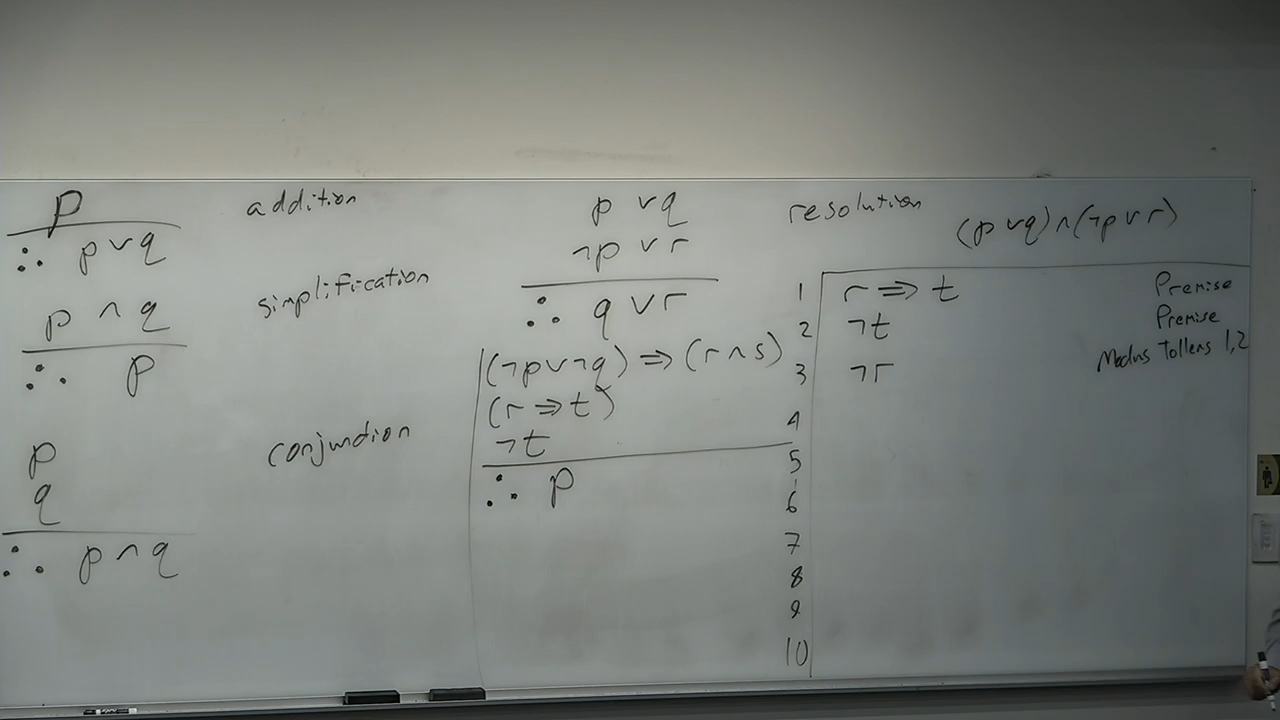 p
∴ p ∨ q
addition
p ∧ q
∴ p
simplification
p
q
∴ p ∧ q
conjundion
p ∨ q
¬p ∨ r
∴ q ∨ r
resolution
(p ∨ q) ∧ (¬p ∨ r)
(¬p ∨ ¬q) ⇒ (r ∧ s)
(r ⇒ t)
¬t
∴ p
1 r ⇒ t Premise
2 ¬t Premise
3 ¬r Modus Tollens 1,2
4
5
6
7
8
9
10